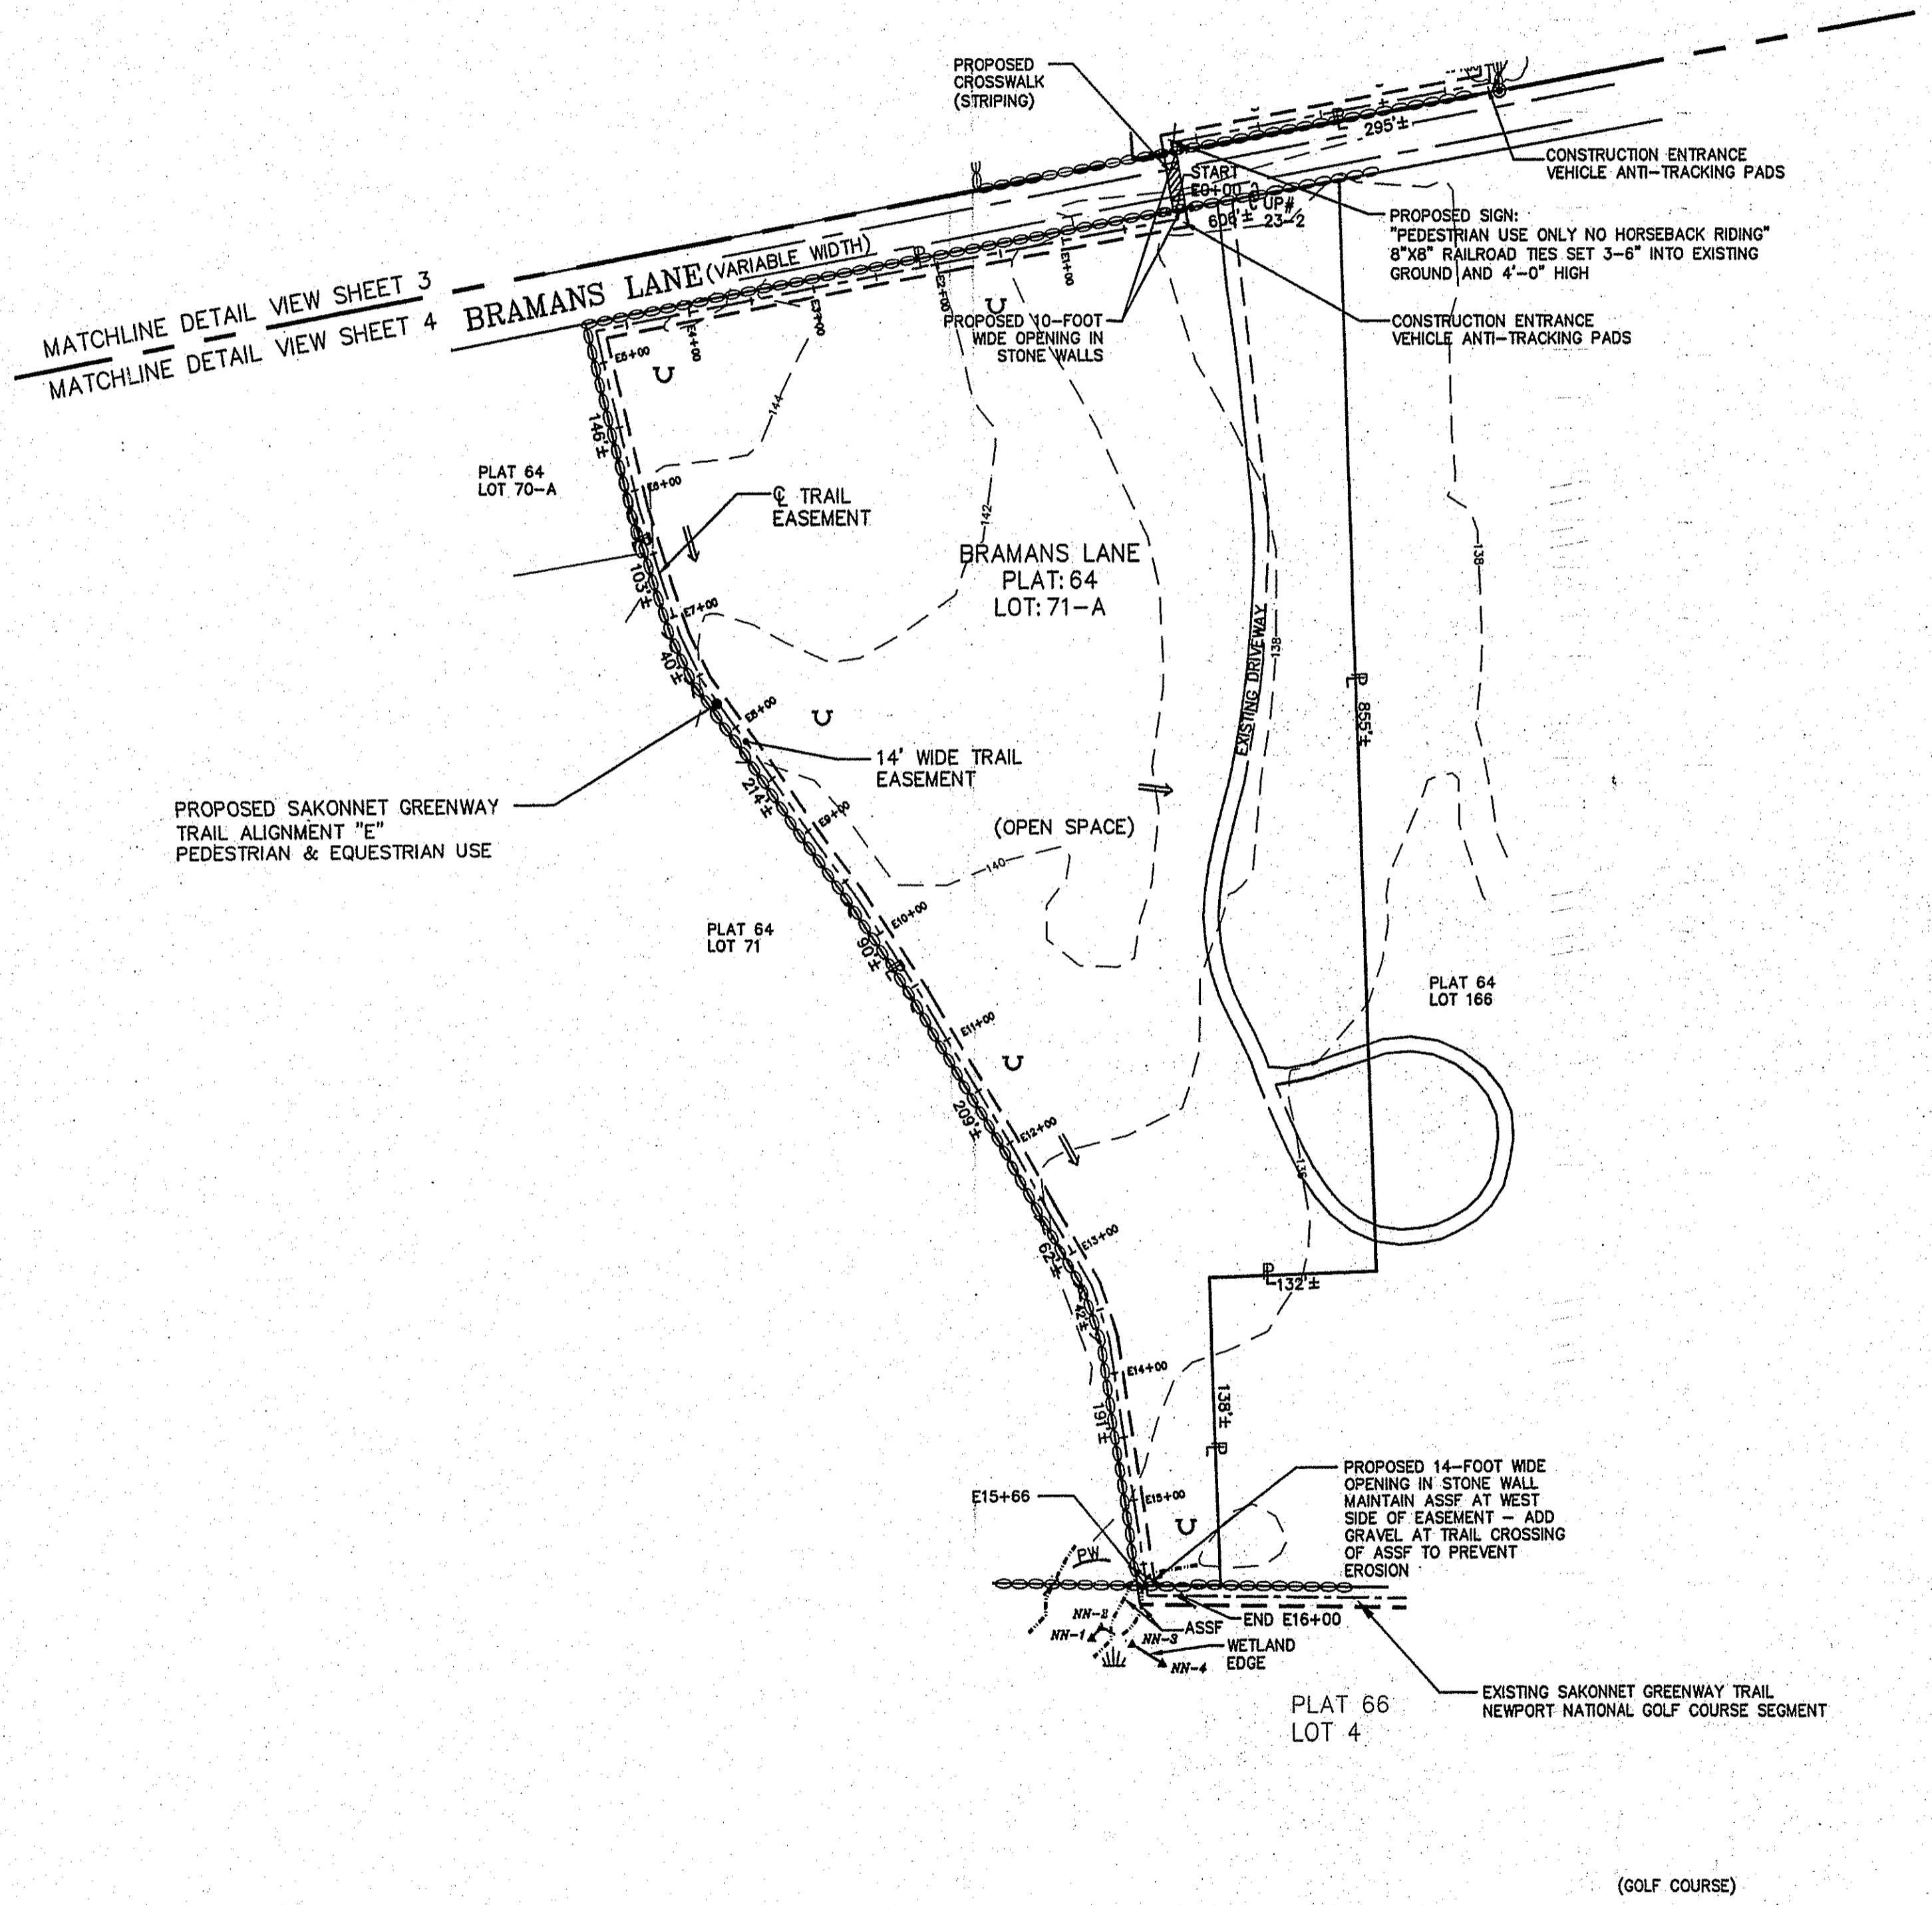 PROPOSED
CROSSWALK
(STRIPING)
295'±
CONSTRUCTION ENTRANCE
VEHICLE ANTI-TRACKING PADS
START
E0+00
606'±
UP#
23-2
PROPOSED SIGN:
"PEDESTRIAN USE ONLY NO HORSEBACK RIDING"
8"X8" RAILROAD TIES SET 3-6" INTO EXISTING
GROUND AND 4'-0" HIGH
MATCHLINE DETAIL VIEW SHEET 3
MATCHLINE DETAIL VIEW SHEET 4
BRAMANS LANE (VARIABLE WIDTH)
E1+00
E2+00
E3+00
E4+00
PROPOSED 10-FOOT
WIDE OPENING IN
STONE WALLS
CONSTRUCTION ENTRANCE
VEHICLE ANTI-TRACKING PADS
E5+00
146'±
144
PLAT 64
LOT 70-A
E6+00
℄ TRAIL
EASEMENT
142
BRAMANS LANE
PLAT: 64
LOT: 71-A
138
103'±
E7+00
40'±
EXISTING DRIVEWAY
138
855'±
E8+00
14' WIDE TRAIL
EASEMENT
214'±
PROPOSED SAKONNET GREENWAY
TRAIL ALIGNMENT "E"
PEDESTRIAN & EQUESTRIAN USE
E9+00
(OPEN SPACE)
140
E10+00
PLAT 64
LOT 71
90'±
PLAT 64
LOT 166
E11+00
209'±
E12+00
136
E13+00
62'±
132'±
42'±
E14+00
138'±
191'±
PROPOSED 14-FOOT WIDE
OPENING IN STONE WALL
MAINTAIN ASSF AT WEST
SIDE OF EASEMENT - ADD
GRAVEL AT TRAIL CROSSING
OF ASSF TO PREVENT
EROSION
E15+66
E15+00
PW
END E16+00
NN-2
NN-1
ASSF
NN-3
WETLAND
EDGE
NN-4
EXISTING SAKONNET GREENWAY TRAIL
NEWPORT NATIONAL GOLF COURSE SEGMENT
PLAT 66
LOT 4
(GOLF COURSE)